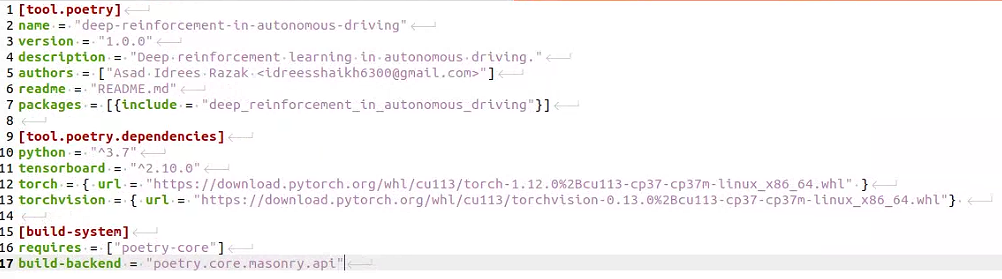 1 [tool.poetry]
2 name = "deep-reinforcement-in-autonomous-driving"
3 version = "1.0.0"
4 description = "Deep reinforcement learning in autonomous driving."
5 authors = ["Asad Idrees Razak <idreesshaikh6300@gmail.com>"]
6 readme = "README.md"
7 packages = [{include = "deep_reinforcement_in_autonomous_driving"}]
8
9 [tool.poetry.dependencies]
10 python = "^3.7"
11 tensorboard = "^2.10.0"
12 torch = { url = "https://download.pytorch.org/whl/cu113/torch-1.12.0%2Bcu113-cp37-cp37m-linux_x86_64.whl" }
13 torchvision = { url = "https://download.pytorch.org/whl/cu113/torchvision-0.13.0%2Bcu113-cp37-cp37m-linux_x86_64.whl"}
14
15 [build-system]
16 requires = ["poetry-core"]
17 build-backend = "poetry.core.masonry.api"